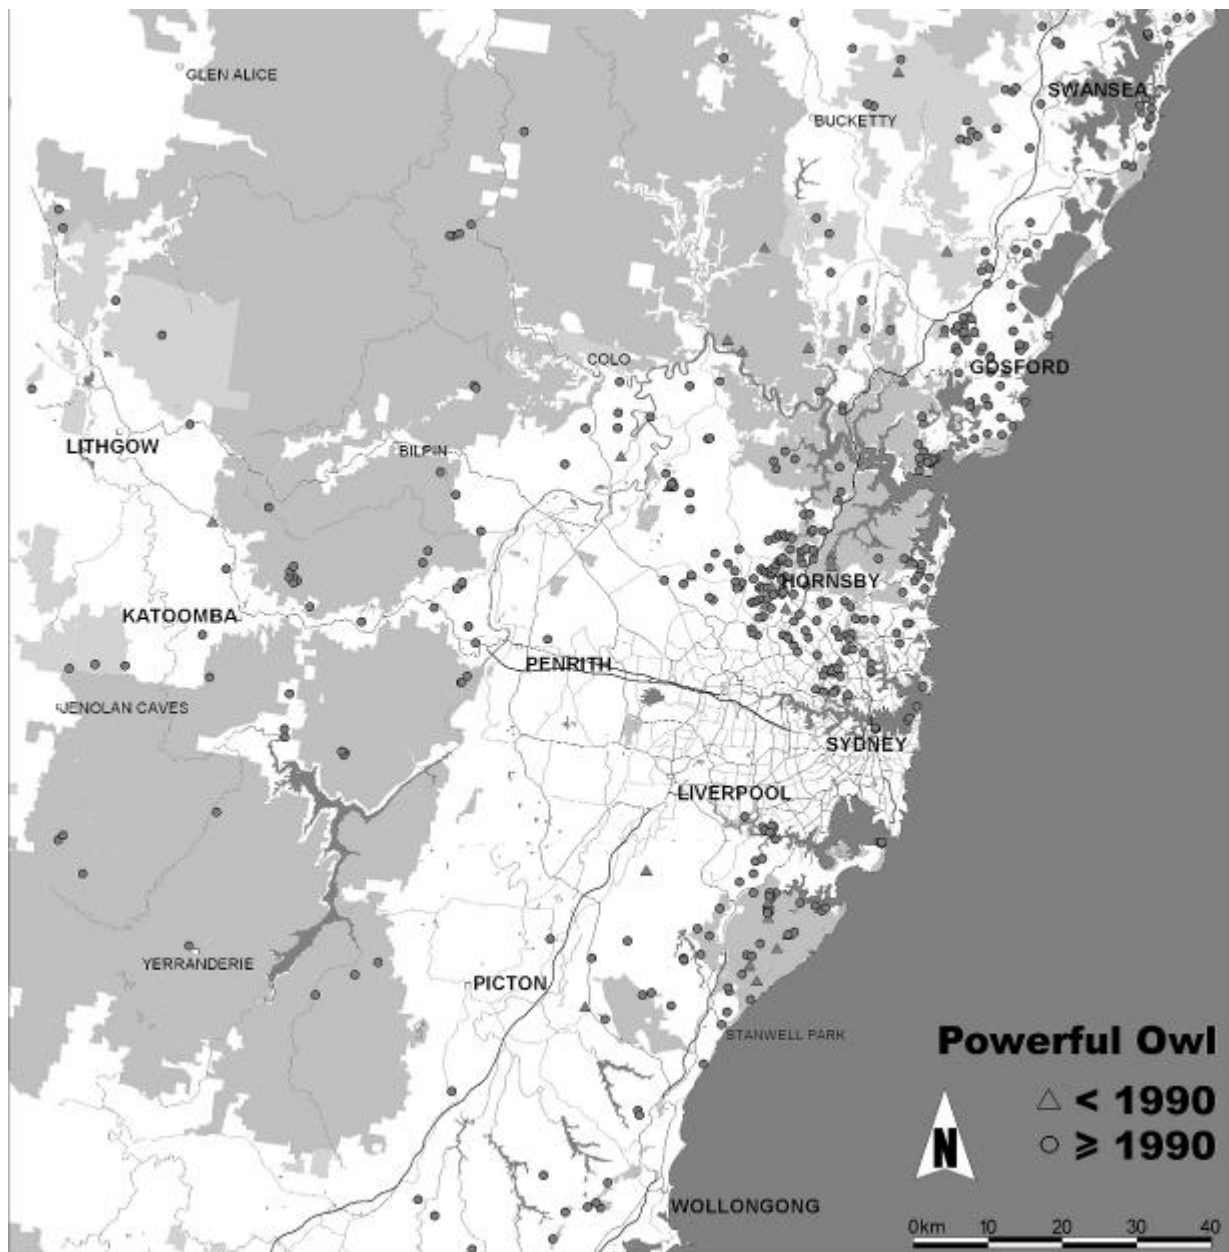 GLEN ALICE
SWANSEA
BUCKETTY
COLO
GOSFORD
LITHGOW
BILPIN
HORNSBY
KATOOMBA
PENRITH
JENOLAN CAVES
SYDNEY
LIVERPOOL
YERRANDERIE
PICTON
STANWELL PARK
Powerful Owl
△ < 1990
○ ⩾ 1990
N
WOLLONGONG
0km 10 20 30 40